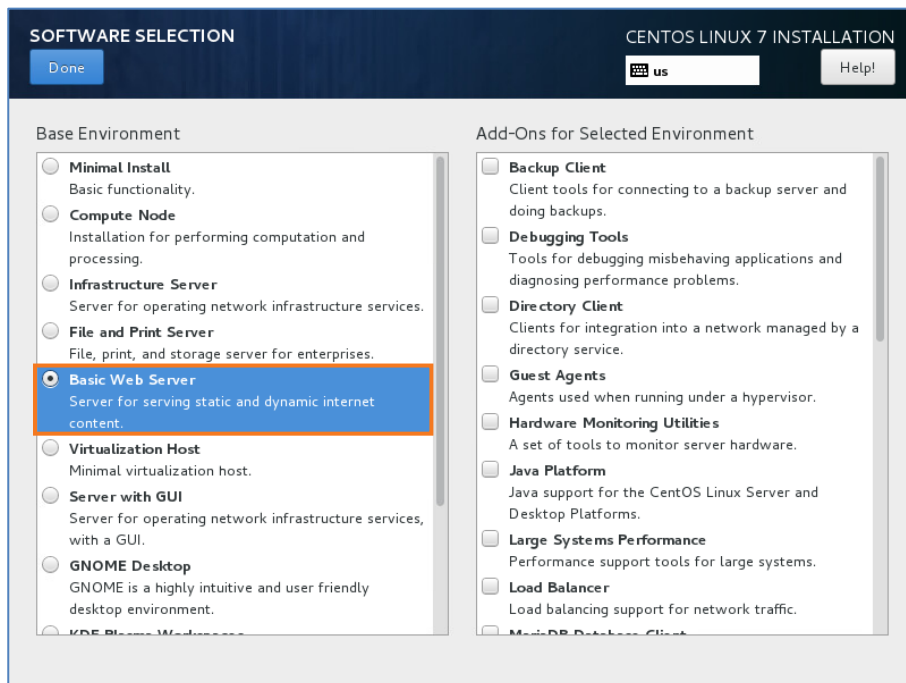 SOFTWARE SELECTION
CENTOS LINUX 7 INSTALLATION
Done
us
Help!
Base Environment
Minimal Install
Basic functionality.
Compute Node
Installation for performing computation and
processing.
Infrastructure Server
Server for operating network infrastructure services.
File and Print Server
File, print, and storage server for enterprises.
Basic Web Server
Server for serving static and dynamic internet
content.
Virtualization Host
Minimal virtualization host.
Server with GUI
Server for operating network infrastructure services,
with a GUI.
GNOME Desktop
GNOME is a highly intuitive and user friendly
desktop environment.
KDE Plasma Workspaces
Add-Ons for Selected Environment
Backup Client
Client tools for connecting to a backup server and
doing backups.
Debugging Tools
Tools for debugging misbehaving applications and
diagnosing performance problems.
Directory Client
Clients for integration into a network managed by a
directory service.
Guest Agents
Agents used when running under a hypervisor.
Hardware Monitoring Utilities
A set of tools to monitor server hardware.
Java Platform
Java support for the CentOS Linux Server and
Desktop Platforms.
Large Systems Performance
Performance support tools for large systems.
Load Balancer
Load balancing support for network traffic.
MariaDB Database Client